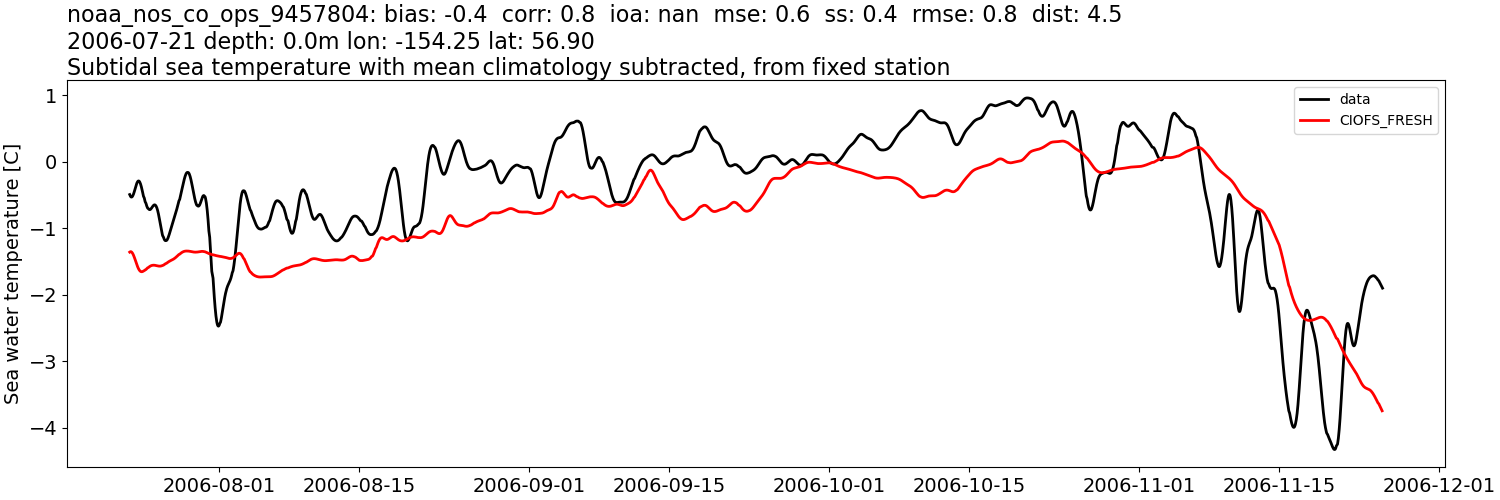 noaa_nos_co_ops_9457804: bias: -0.4  corr: 0.8  ioa: nan  mse: 0.6  ss: 0.4  rmse: 0.8  dist: 4.5
2006-07-21 depth: 0.0m lon: -154.25 lat: 56.90
Subtidal sea temperature with mean climatology subtracted, from fixed station
data
CIOFS_FRESH
Sea water temperature [C]
1
0
−1
−2
−3
−4
2006-08-01 2006-08-15 2006-09-01 2006-09-15 2006-10-01 2006-10-15 2006-11-01 2006-11-15 2006-12-01